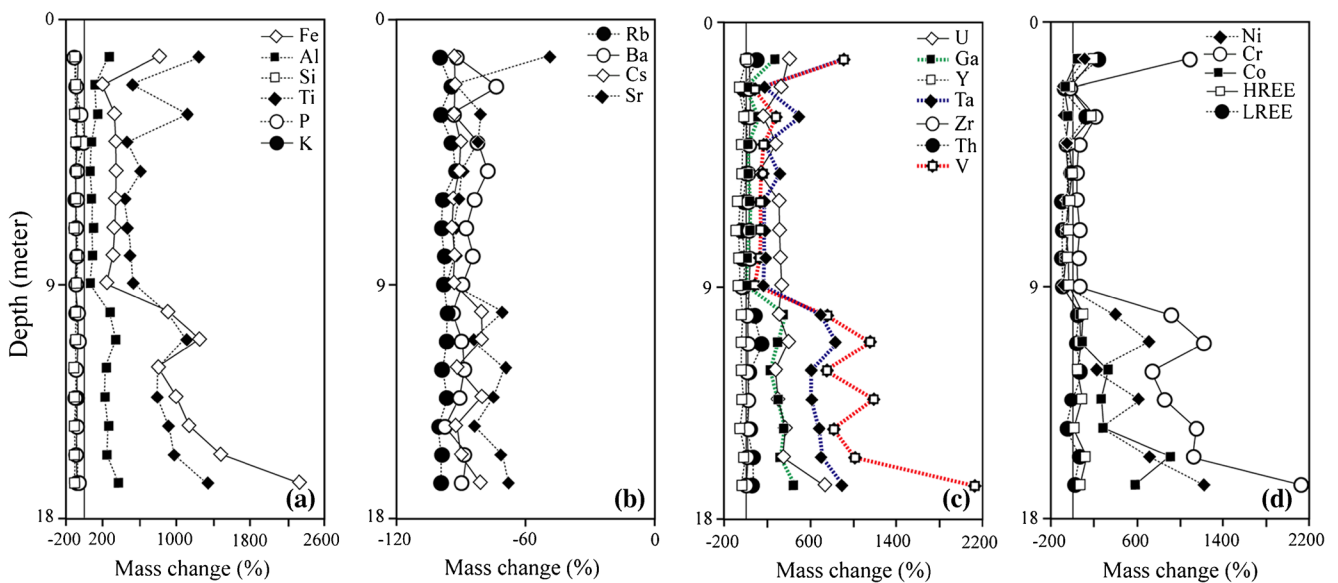 Depth (meter)
0
9
18
-200
200
1000
1800
2600
Mass change (%)
(a)
Fe
Al
Si
Ti
P
K
0
9
18
-120
-60
0
Mass change (%)
(b)
Rb
Ba
Cs
Sr
0
9
18
-200
600
1400
2200
Mass change (%)
(c)
U
Ga
Y
Ta
Zr
Th
V
0
9
18
-200
600
1400
2200
Mass change (%)
(d)
Ni
Cr
Co
HREE
LREE